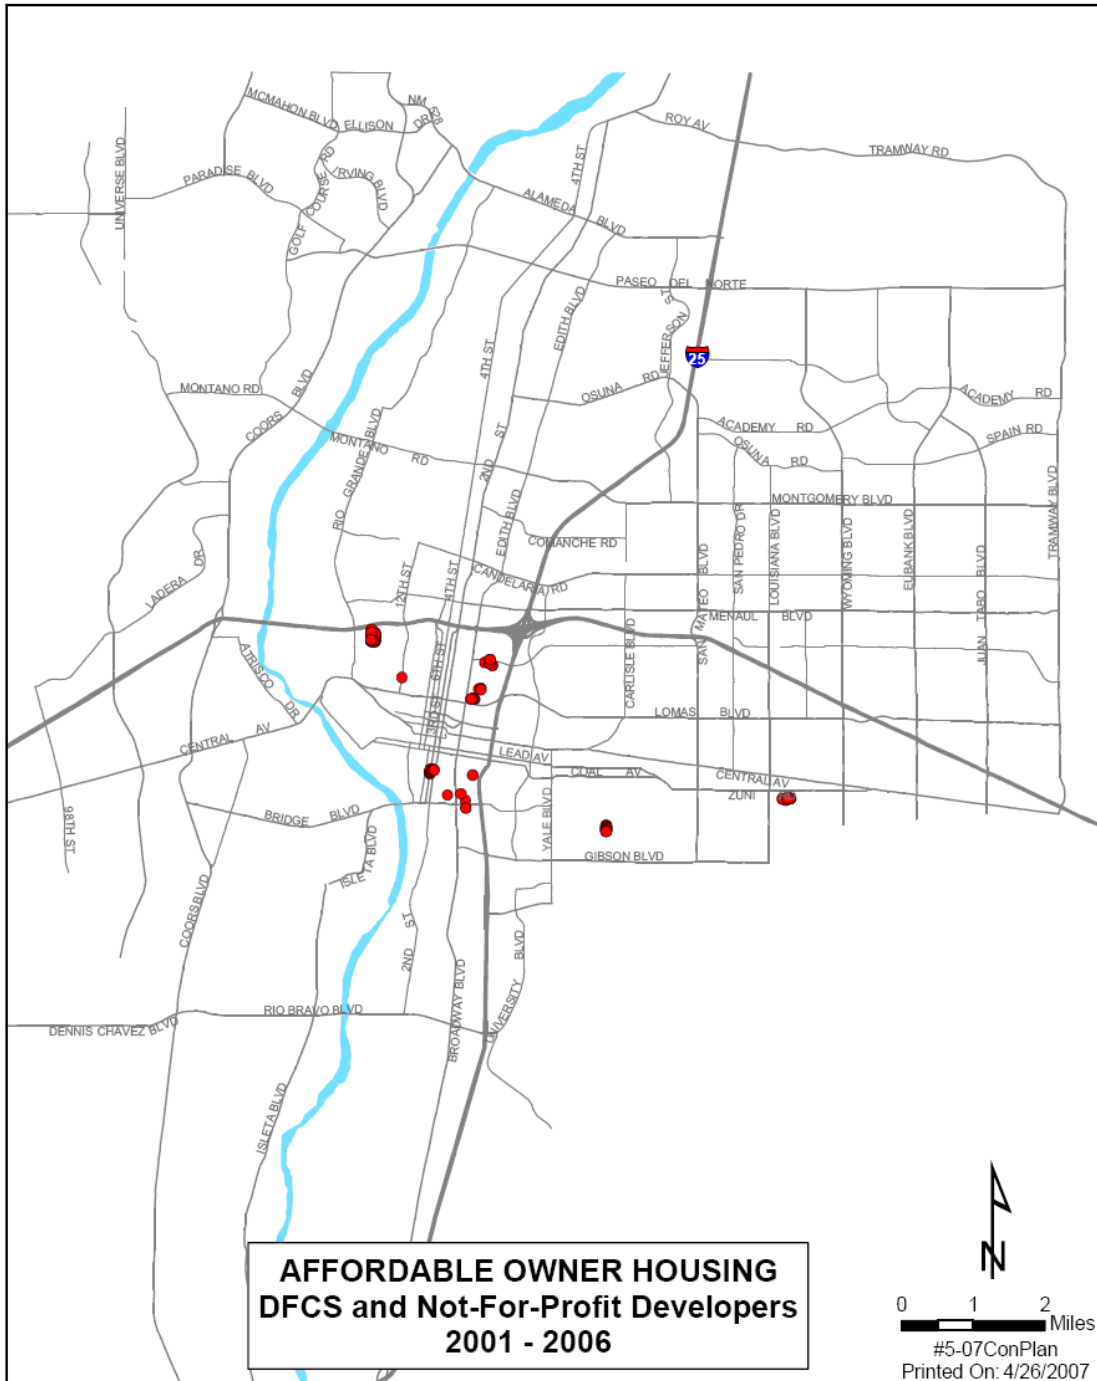 NM 528
MCMAHON BLVD
ELLISON DR
ROY AV
TRAMWAY RD
4TH ST
UNIVERSE BLVD
PARADISE BLVD
GOLF COURSE RD
IRVING BLVD
ALAMEDA BLVD
PASEO DEL NORTE
EDITH BLVD
JEFFERSON ST
25
4TH ST
MONTANO RD
COORS BLVD
OSUNA RD
ACADEMY RD
RIO GRANDE BLVD
MONTANO RD
2ND ST
ACADEMY RD
OSUNA RD
SPAIN RD
MONTGOMERY BLVD
EDITH BLVD
COMANCHE RD
SAN PEDRO DR
LOUISIANA BLVD
WYOMING BLVD
EUBANK BLVD
TRAMWAY BLVD
LADERA DR
12TH ST
4TH ST
CANDELARIA RD
SAN MATEO BLVD
MENAUL BLVD
JUAN TABO BLVD
ATRISCO DR
6TH ST
CARLISLE BLVD
3RD ST
LOMAS BLVD
CENTRAL AV
LEAD AV
COAL AV
CENTRAL AV
ZUNI RD
98TH ST
BRIDGE BLVD
ISLETA BLVD
YALE BLVD
GIBSON BLVD
COORS BLVD
2ND ST
BROADWAY BLVD
UNIVERSITY BLVD
RIO BRAVO BLVD
DENNIS CHAVEZ BLVD
ISLETA BLVD
N
AFFORDABLE OWNER HOUSING
DFCS and Not-For-Profit Developers
2001 - 2006
0 1 2
Miles
#5-07ConPlan
Printed On: 4/26/2007